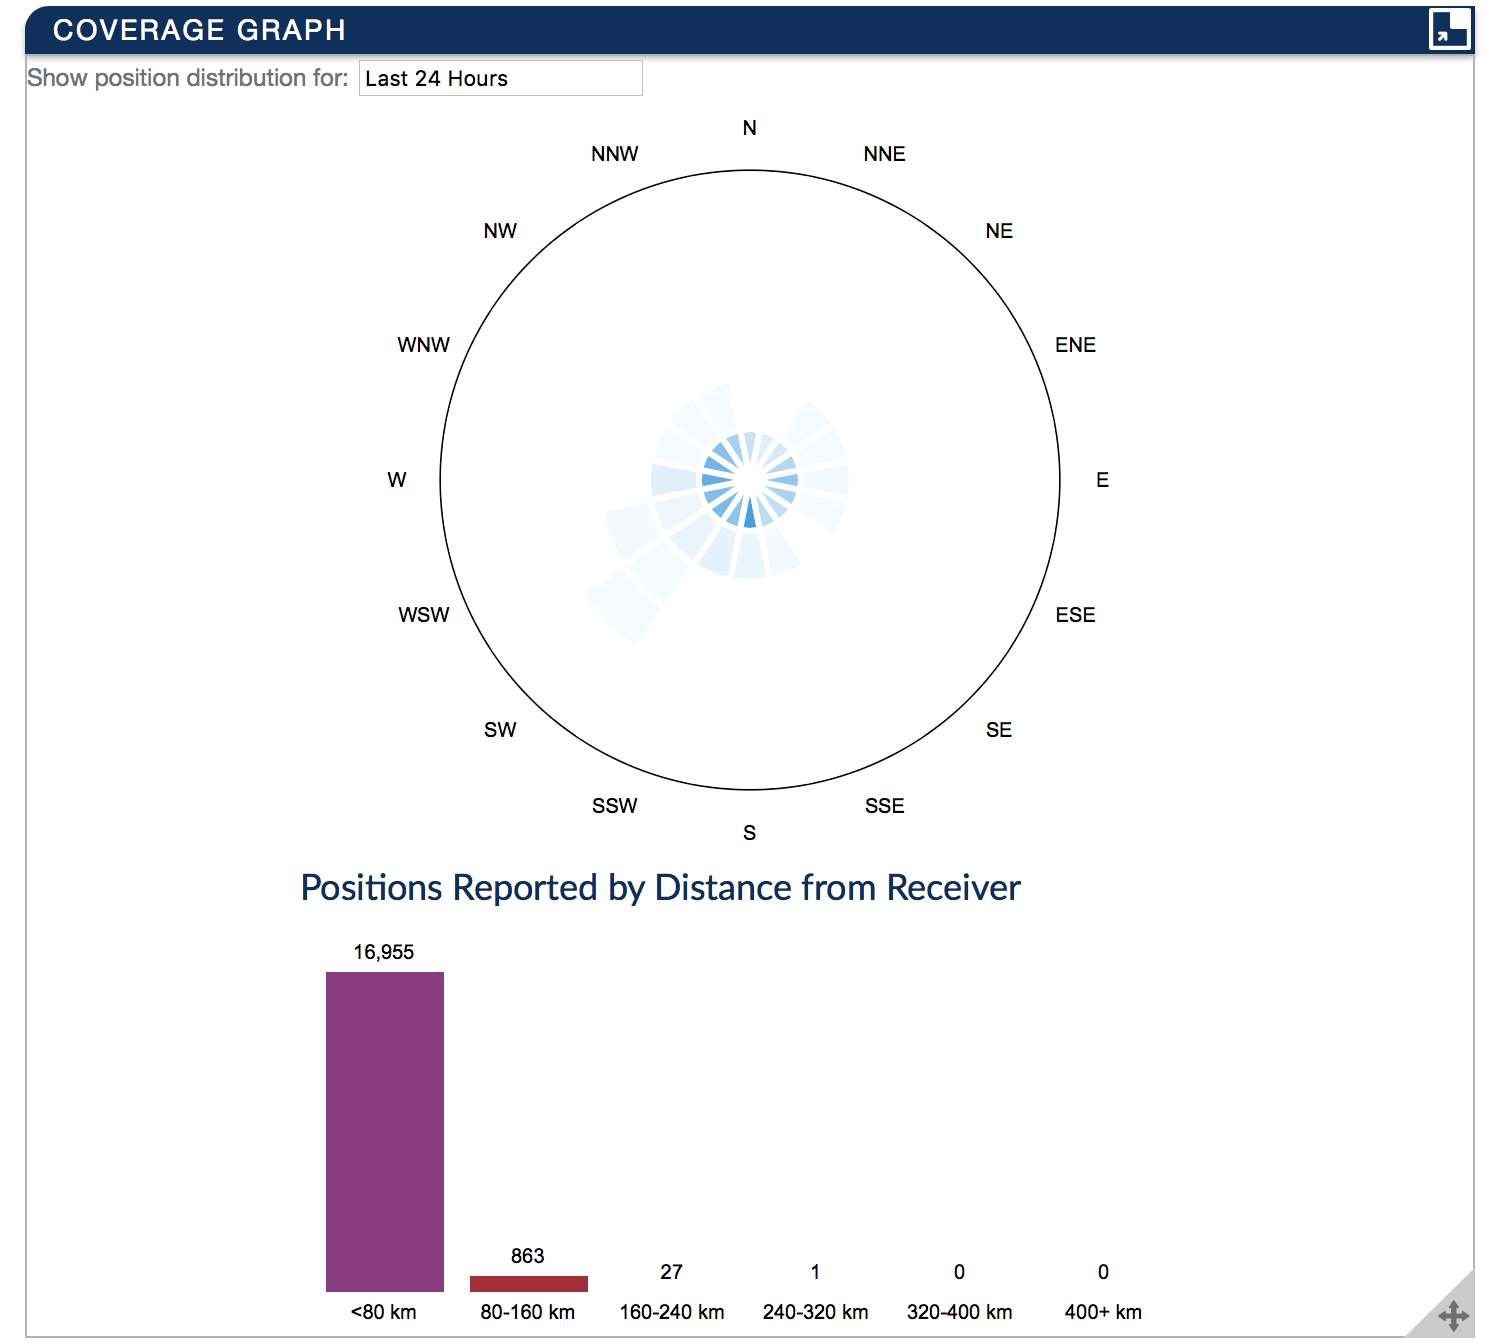 COVERAGE GRAPH
Show position distribution for: Last 24 Hours
N
NNW NNE
NW NE
WNW ENE
W E
WSW ESE
SW SE
SSW SSE
S
Positions Reported by Distance from Receiver
16,955
863
27 1 0 0
<80 km 80-160 km 160-240 km 240-320 km 320-400 km 400+ km